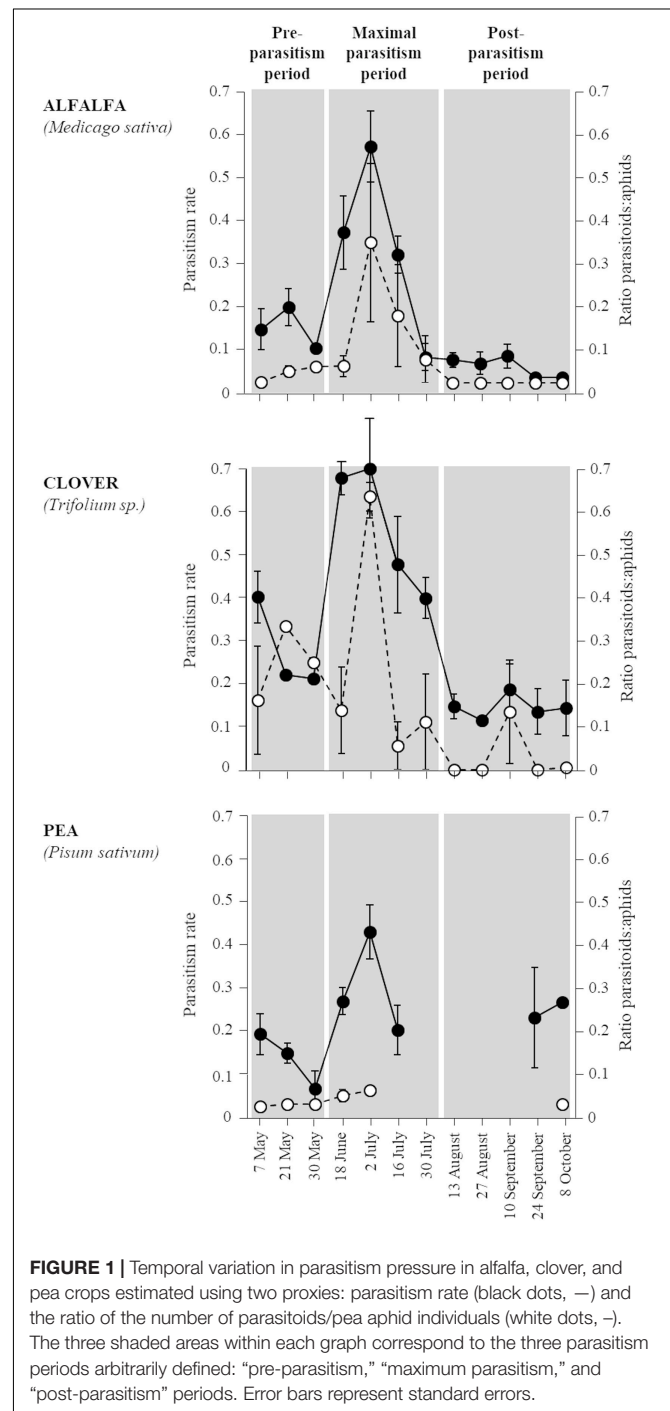 Pre-
parasitism
period
Maximal
parasitism
period
Post-
parasitism
period
ALFALFA
(Medicago sativa)
Parasitism rate
0.7
0.6
0.5
0.4
0.3
0.2
0.1
0
0.7
0.6
0.5
0.4
0.3
0.2
0.1
0
Ratio parasitoids:aphids
CLOVER
(Trifolium sp.)
Parasitism rate
0.7
0.6
0.5
0.4
0.3
0.2
0.1
0
0.7
0.6
0.5
0.4
0.3
0.2
0.1
0
Ratio parasitoids:aphids
PEA
(Pisum sativum)
Parasitism rate
0.7
0.6
0.5
0.4
0.3
0.2
0.1
0
0.7
0.6
0.5
0.4
0.3
0.2
0.1
0
Ratio parasitoids:aphids
7 May
21 May
30 May
18 June
2 July
16 July
30 July
13 August
27 August
10 September
24 September
8 October
FIGURE 1 | Temporal variation in parasitism pressure in alfalfa, clover, and
pea crops estimated using two proxies: parasitism rate (black dots, —) and
the ratio of the number of parasitoids/pea aphid individuals (white dots, –).
The three shaded areas within each graph correspond to the three parasitism
periods arbitrarily defined: “pre-parasitism,” “maximum parasitism,” and
“post-parasitism” periods. Error bars represent standard errors.